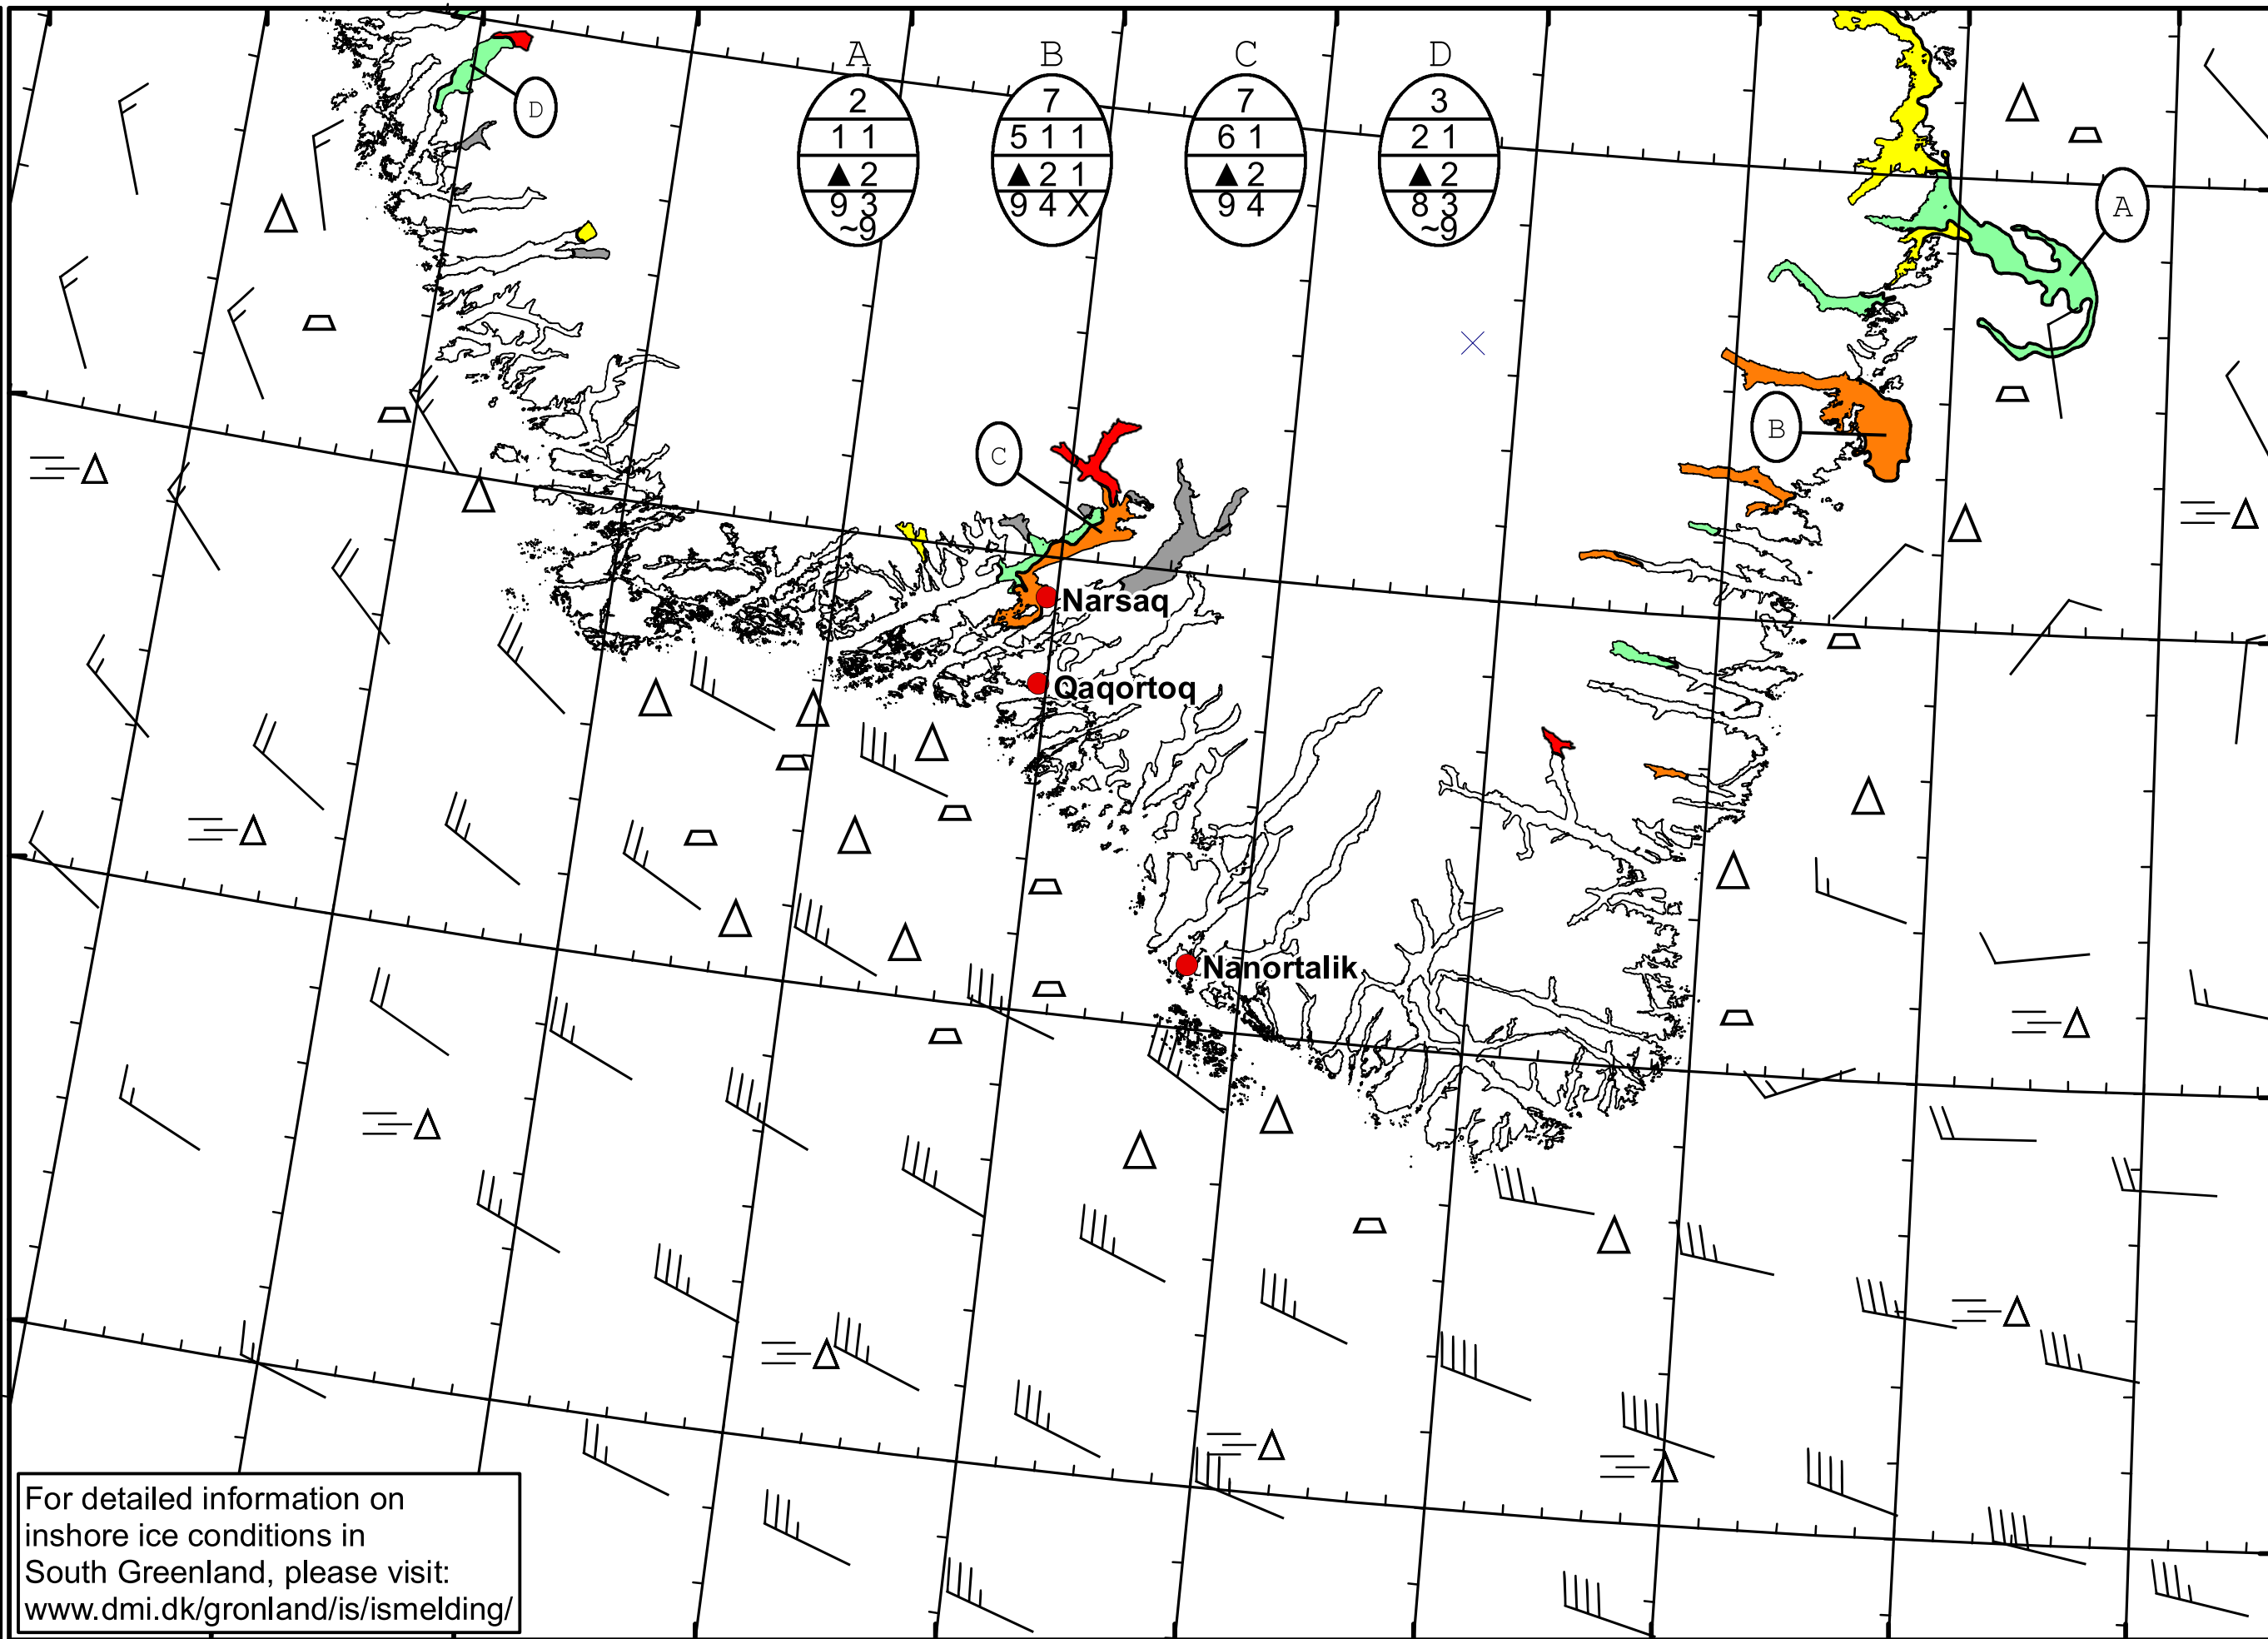 A B C D
2 7 7 3
1 1 5 1 1 6 1 2 1
▲ 2 ▲ 2 1 ▲ 2 ▲ 2
9 3 9 4 X 9 4 8 3
~9 ~9
D
A
B
C
Narsaq
Qaqortoq
Nanortalik
For detailed information on
inshore ice conditions in
South Greenland, please visit:
www.dmi.dk/gronland/is/ismelding/